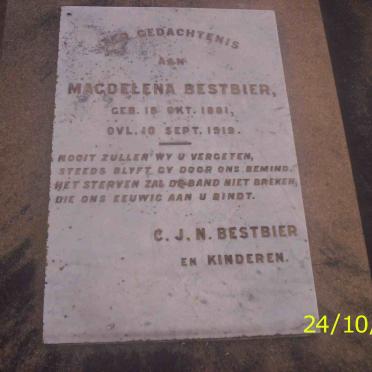 TER GEDACHTENIS
AAN
MAGDELENA BESTBIER,
GEB. 18 OKT. 1881,
OVL. 10 SEPT. 1919.
NOOIT ZULLEN WY U VERGETEN,
STEEDS BLYFT GY DOOR ONS BEMIND.
HET STERVEN ZAL DE BAND NIET BREKEN,
DIE ONS EEUWIG AAN U BINDT.
C. J. N. BESTBIER
EN KINDEREN.
24/10/